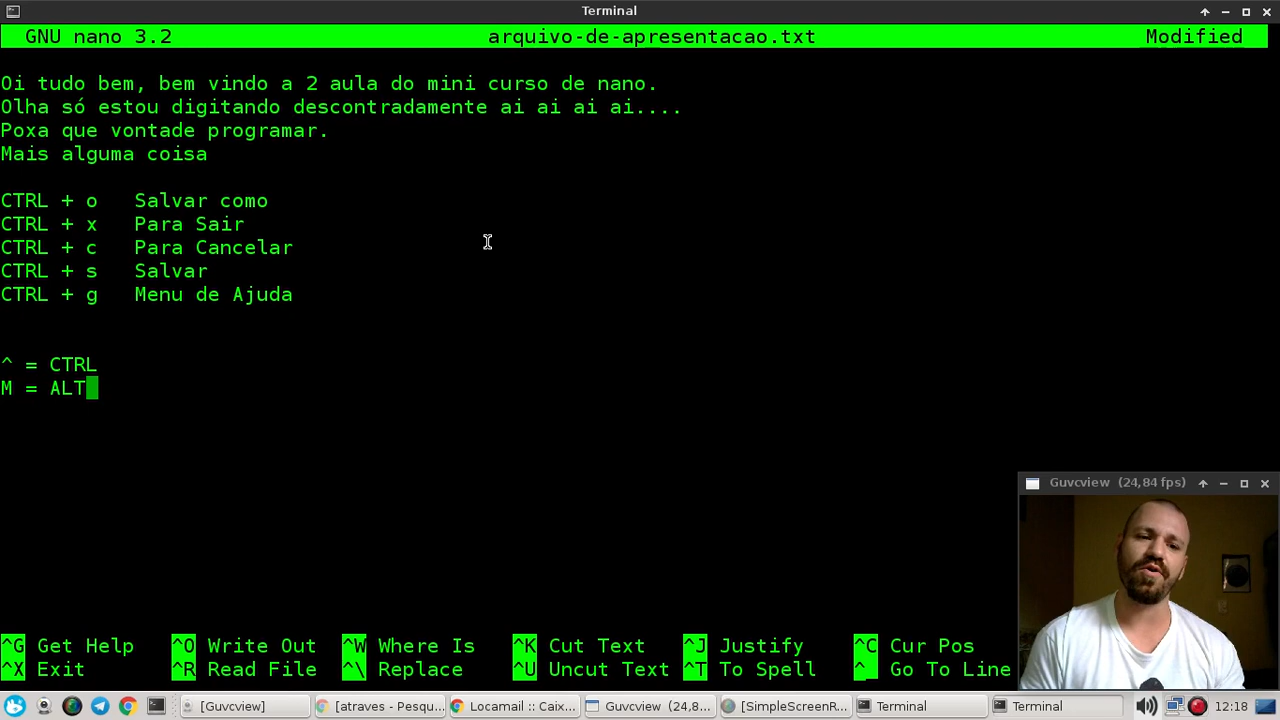 Terminal
GNU nano 3.2 arquivo-de-apresentacao.txt Modified
Oi tudo bem, bem vindo a 2 aula do mini curso de nano.
Olha só estou digitando descontradamente ai ai ai ai....
Poxa que vontade programar.
Mais alguma coisa
CTRL + o Salvar como
CTRL + x Para Sair
CTRL + c Para Cancelar
CTRL + s Salvar
CTRL + g Menu de Ajuda
^ = CTRL
M = ALT
Guvcview (24,84 fps)
^G Get Help ^O Write Out ^W Where Is ^K Cut Text ^J Justify ^C Cur Pos
^X Exit ^R Read File ^\ Replace ^U Uncut Text ^T To Spell ^_ Go To Line
[Guvcview] [atraves - Pesqu... Locaweb :: Caix... Guvcview (24,8... [SimpleScreenR... Terminal Terminal 12:18